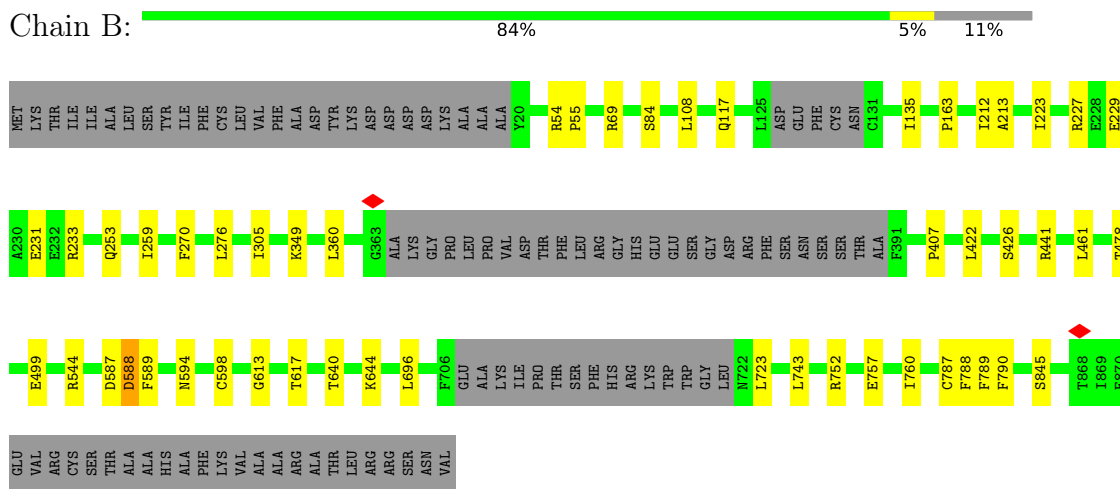 Chain B:
84% 5% 11%
MET LYS THR ILE ILE ALA LEU SER TYR ILE PHE CYS LEU VAL PHE ALA ASP TYR LYS ASP ASP ASP ASP LYS ALA ALA ALA Y20 R54 P55 R69 S84 L108 Q117 L125 ASP GLU PHE CYS ASN C131 I135 P163 I212 A213 I223 R227 E228 E229
A230 E231 E232 R233 Q253 I259 F270 L276 I305 K349 L360 G363 ALA LYS GLY PRO LEU PRO VAL ASP THR PHE LEU ARG GLY HIS GLU GLU SER GLY ASP ARG PHE SER ASN SER SER THR ALA F391 P407 L422 S426 R441 L461 T478
E499 R544 D587 D588 F589 N594 C598 G613 T617 T640 K644 L696 F706 GLU ALA LYS ILE PRO THR SER PHE HIS ARG LYS TRP TRP GLY LEU N722 L723 L743 R752 E757 I760 C787 F788 F789 F790 S845 T868 I869 E870
GLU VAL ARG CYS SER THR ALA ALA HIS ALA PHE LYS VAL ALA ALA ARG ALA THR LEU ARG ARG SER ASN VAL